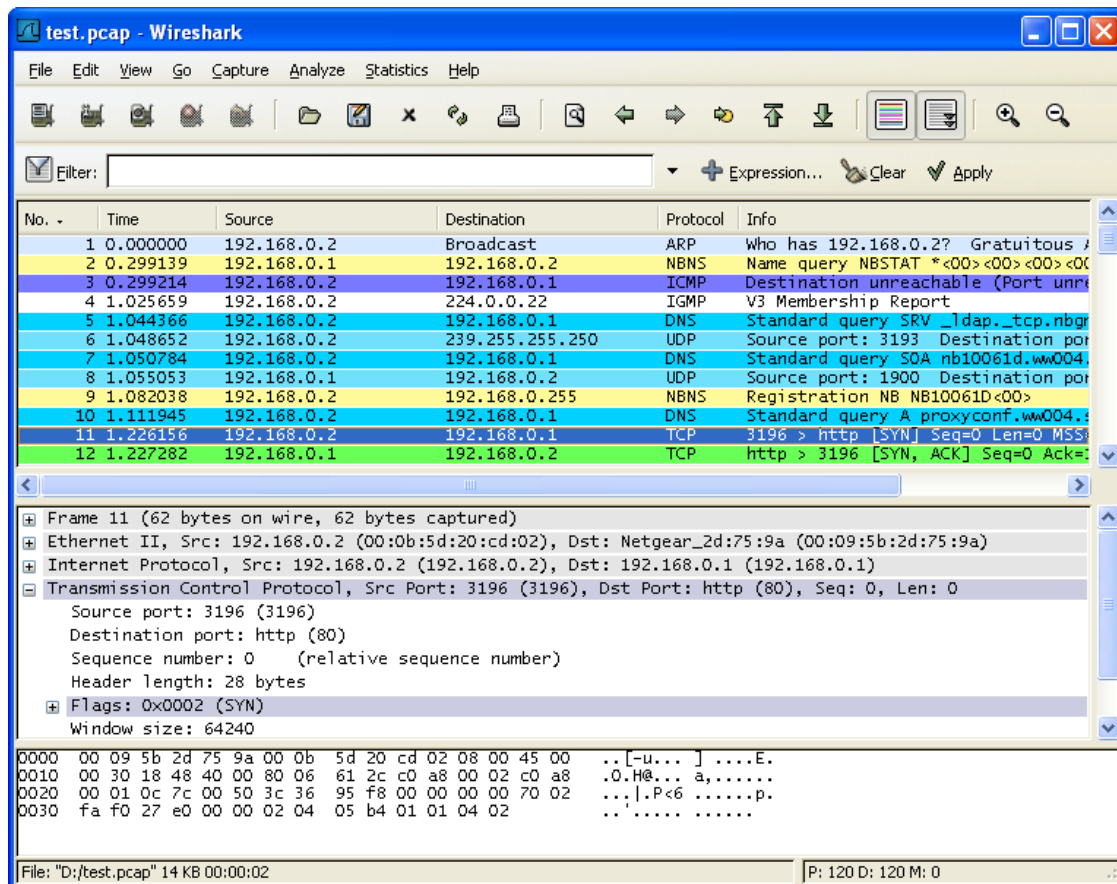 test.pcap - Wireshark
File Edit View Go Capture Analyze Statistics Help
Filter: Expression... Clear Apply
No. Time Source Destination Protocol Info
1 0.000000 192.168.0.2 Broadcast ARP Who has 192.168.0.2? Gratuitous
2 0.299139 192.168.0.1 192.168.0.2 NBNS Name query NBSTAT *<00><00><00><00
3 0.299214 192.168.0.2 192.168.0.1 ICMP Destination unreachable (Port unre
4 1.025659 192.168.0.2 224.0.0.22 IGMP V3 Membership Report
5 1.044366 192.168.0.2 192.168.0.1 DNS Standard query SRV _ldap._tcp.nbgr
6 1.048652 192.168.0.2 239.255.255.250 UDP Source port: 3193 Destination por
7 1.050784 192.168.0.2 192.168.0.1 DNS Standard query SOA nb10061d.ww004.
8 1.055053 192.168.0.1 192.168.0.2 UDP Source port: 1900 Destination por
9 1.082038 192.168.0.2 192.168.0.255 NBNS Registration NB NB10061D<00>
10 1.111945 192.168.0.2 192.168.0.1 DNS Standard query A proxyconf.ww004.s
11 1.226156 192.168.0.2 192.168.0.1 TCP 3196 > http [SYN] Seq=0 Len=0 MSS=
12 1.227282 192.168.0.1 192.168.0.2 TCP http > 3196 [SYN, ACK] Seq=0 Ack=1
Frame 11 (62 bytes on wire, 62 bytes captured)
Ethernet II, Src: 192.168.0.2 (00:0b:5d:20:cd:02), Dst: Netgear_2d:75:9a (00:09:5b:2d:75:9a)
Internet Protocol, Src: 192.168.0.2 (192.168.0.2), Dst: 192.168.0.1 (192.168.0.1)
Transmission Control Protocol, Src Port: 3196 (3196), Dst Port: http (80), Seq: 0, Len: 0
Source port: 3196 (3196)
Destination port: http (80)
Sequence number: 0 (relative sequence number)
Header length: 28 bytes
Flags: 0x0002 (SYN)
Window size: 64240
0000 00 09 5b 2d 75 9a 00 0b 5d 20 cd 02 08 00 45 00 ..[-u... ] ....E.
0010 00 30 18 48 40 00 80 06 61 2c c0 a8 00 02 c0 a8 .0.H@... a,......
0020 00 01 0c 7c 00 50 3c 36 95 f8 00 00 00 00 70 02 ...|.P<6 ......p.
0030 fa f0 27 e0 00 00 02 04 05 b4 01 01 04 02 ..'..... ......
File: "D:/test.pcap" 14 KB 00:00:02 P: 120 D: 120 M: 0